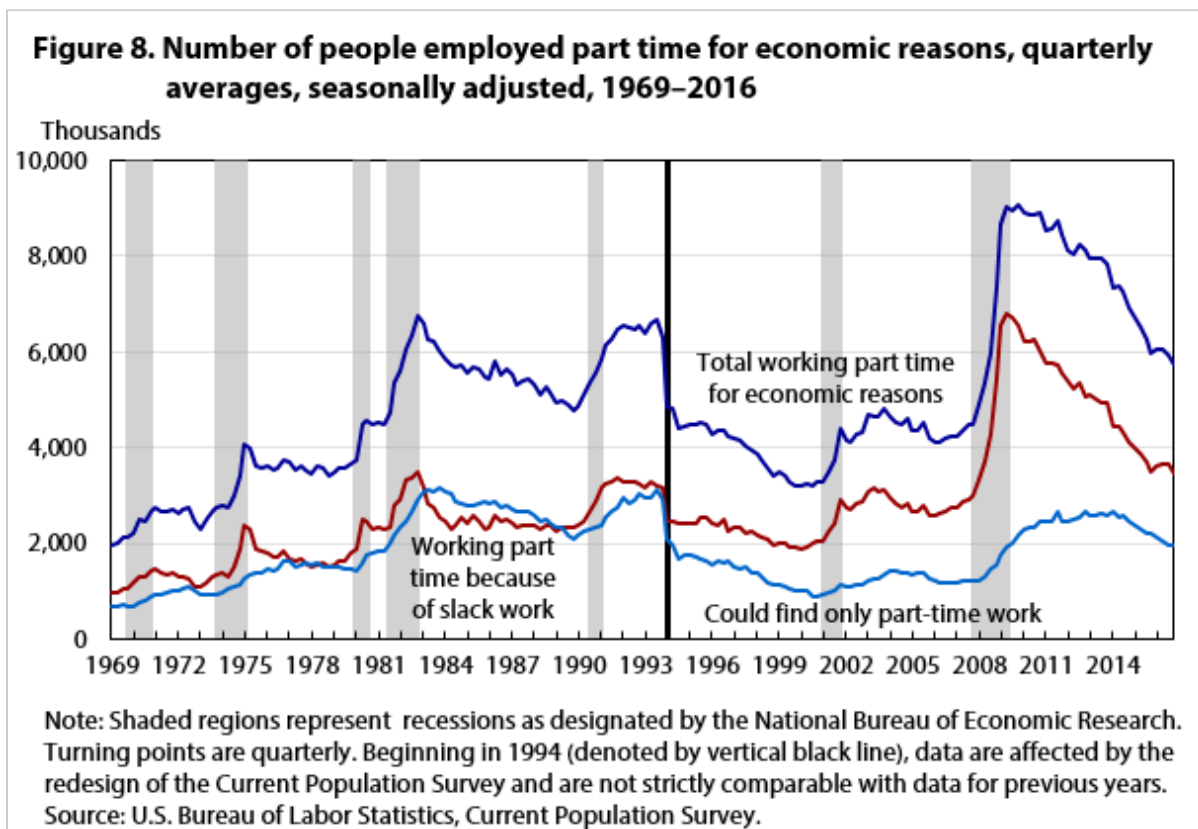 Figure 8. Number of people employed part time for economic reasons, quarterly
averages, seasonally adjusted, 1969–2016
Thousands
10,000
8,000
6,000
4,000
2,000
0
Total working part time
for economic reasons
Working part
time because
of slack work
Could find only part-time work
1969 1972 1975 1978 1981 1984 1987 1990 1993 1996 1999 2002 2005 2008 2011 2014
Note: Shaded regions represent recessions as designated by the National Bureau of Economic Research.
Turning points are quarterly. Beginning in 1994 (denoted by vertical black line), data are affected by the
redesign of the Current Population Survey and are not strictly comparable with data for previous years.
Source: U.S. Bureau of Labor Statistics, Current Population Survey.